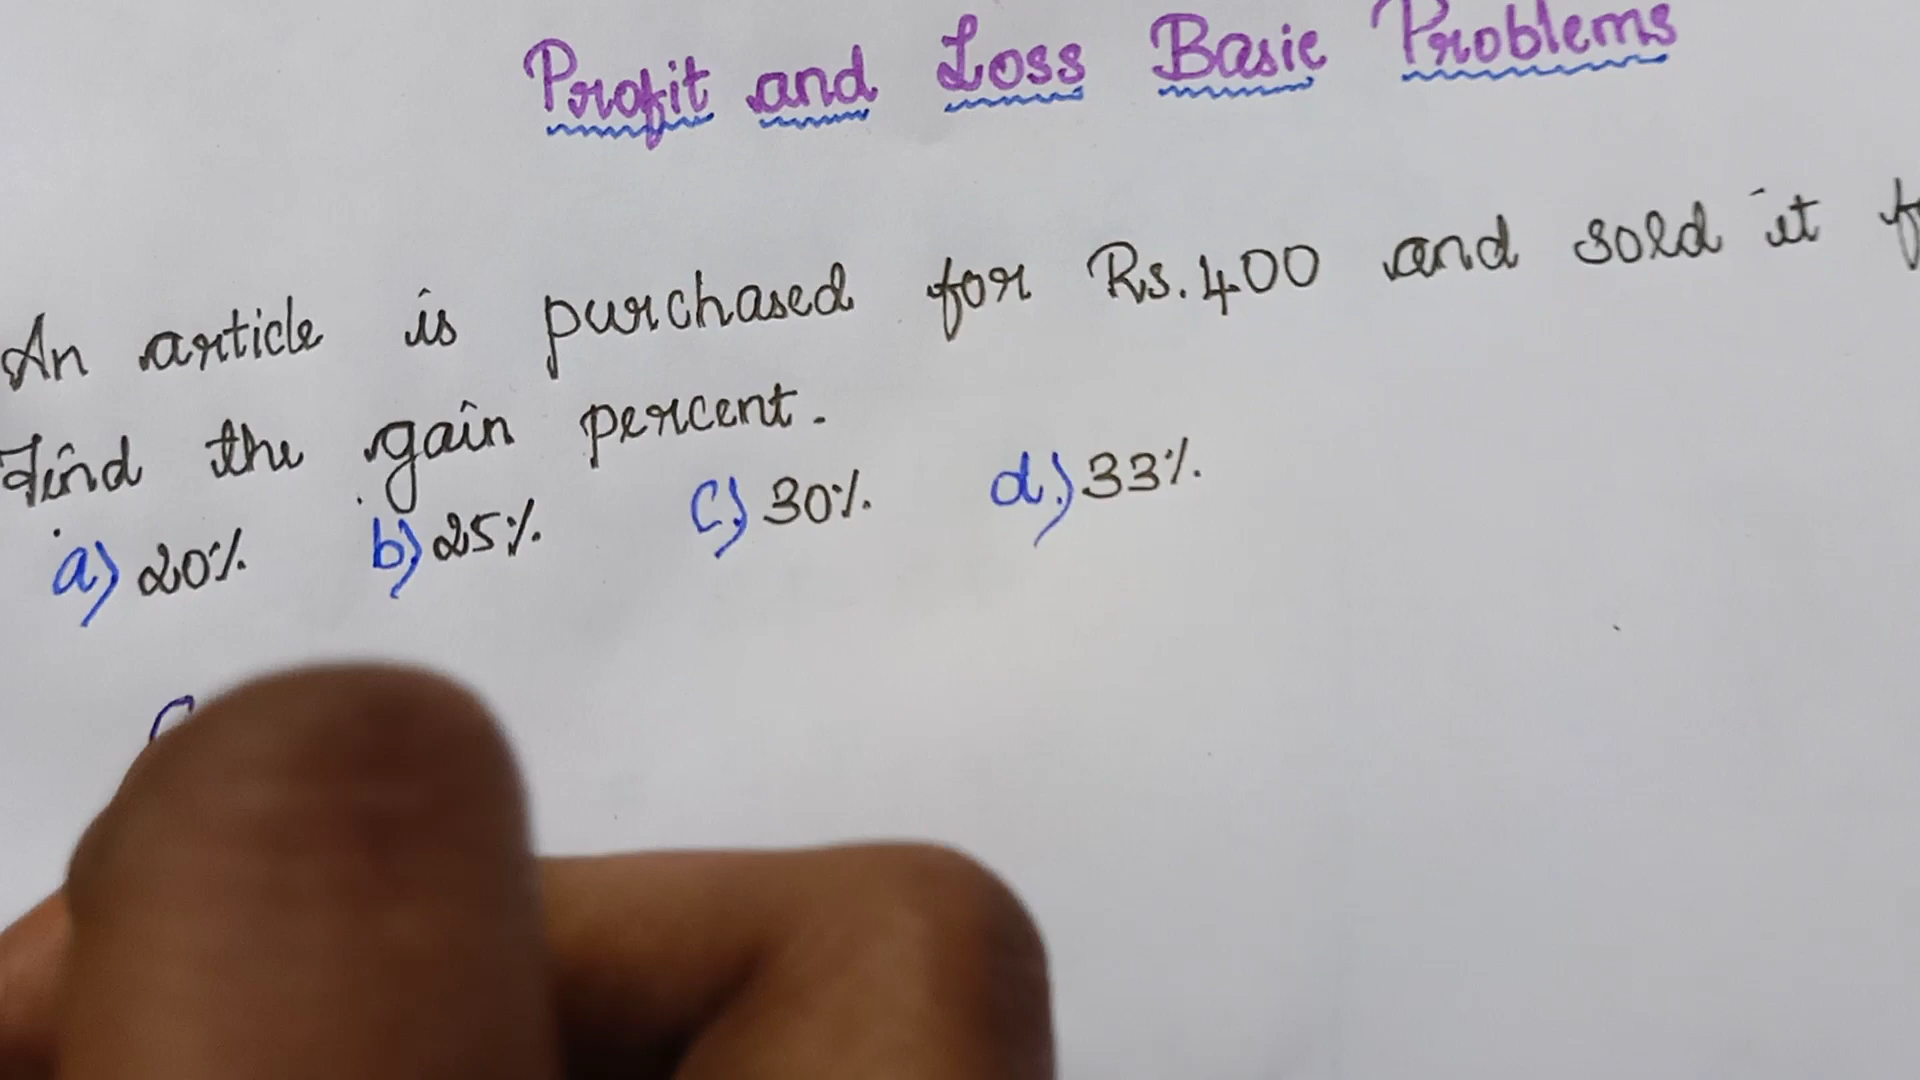 Profit and Loss Basic Problems
An article is purchased for Rs.400 and sold it
Find the gain percent.
a) 20% b) 25% c) 30% d) 33%